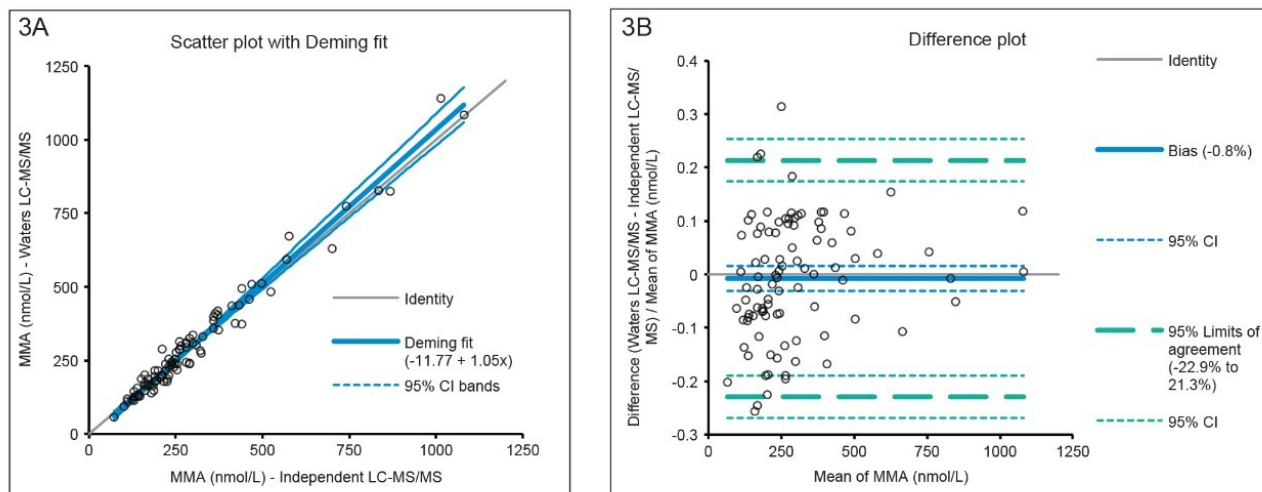 3A
Scatter plot with Deming fit
1250
1000
750
500
250
0
MMA (nmol/L) - Waters LC-MS/MS
Identity
Deming fit
(-11.77 + 1.05x)
95% CI bands
0
250
500
750
1000
1250
MMA (nmol/L) - Independent LC-MS/MS
3B
Difference plot
0.4
0.3
0.2
0.1
0
-0.1
-0.2
-0.3
Difference (Waters LC-MS/MS - Independent LC-MS/
MS) / Mean of MMA (nmol/L)
0
250
500
750
1000
1250
Mean of MMA (nmol/L)
Identity
Bias (-0.8%)
95% CI
95% Limits of
agreement
(-22.9% to
21.3%)
95% CI